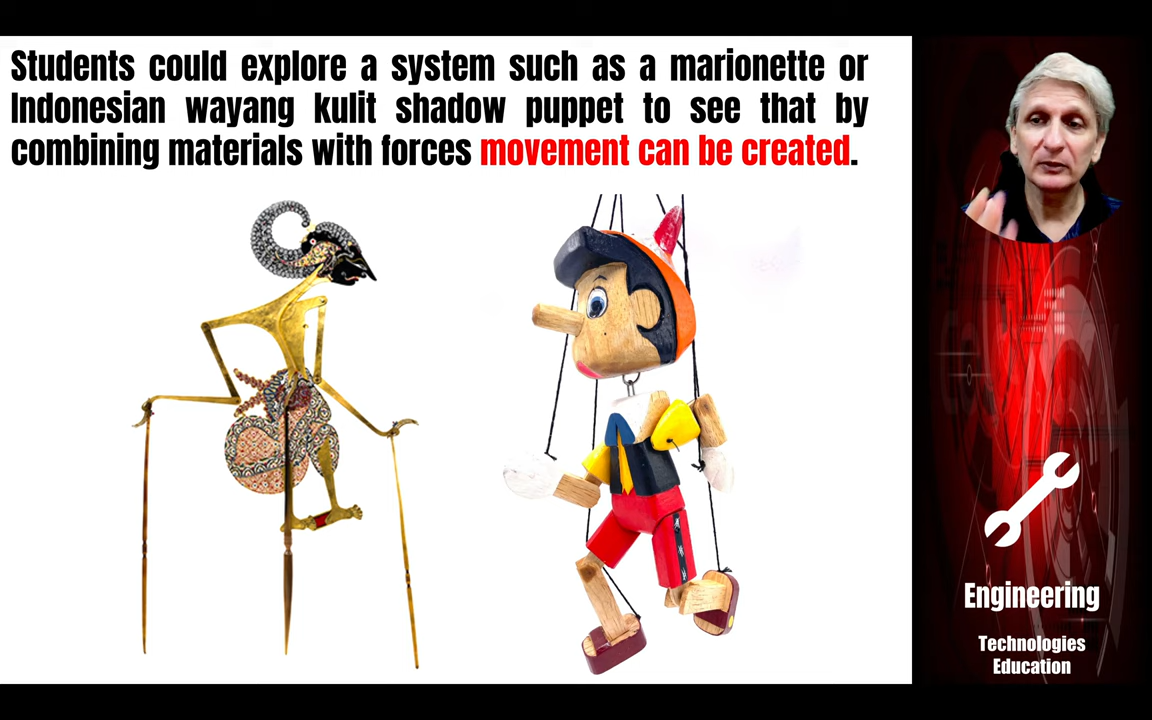 Students could explore a system such as a marionette or
Indonesian wayang kulit shadow puppet to see that by
combining materials with forces movement can be created.
Engineering
Technologies
Education